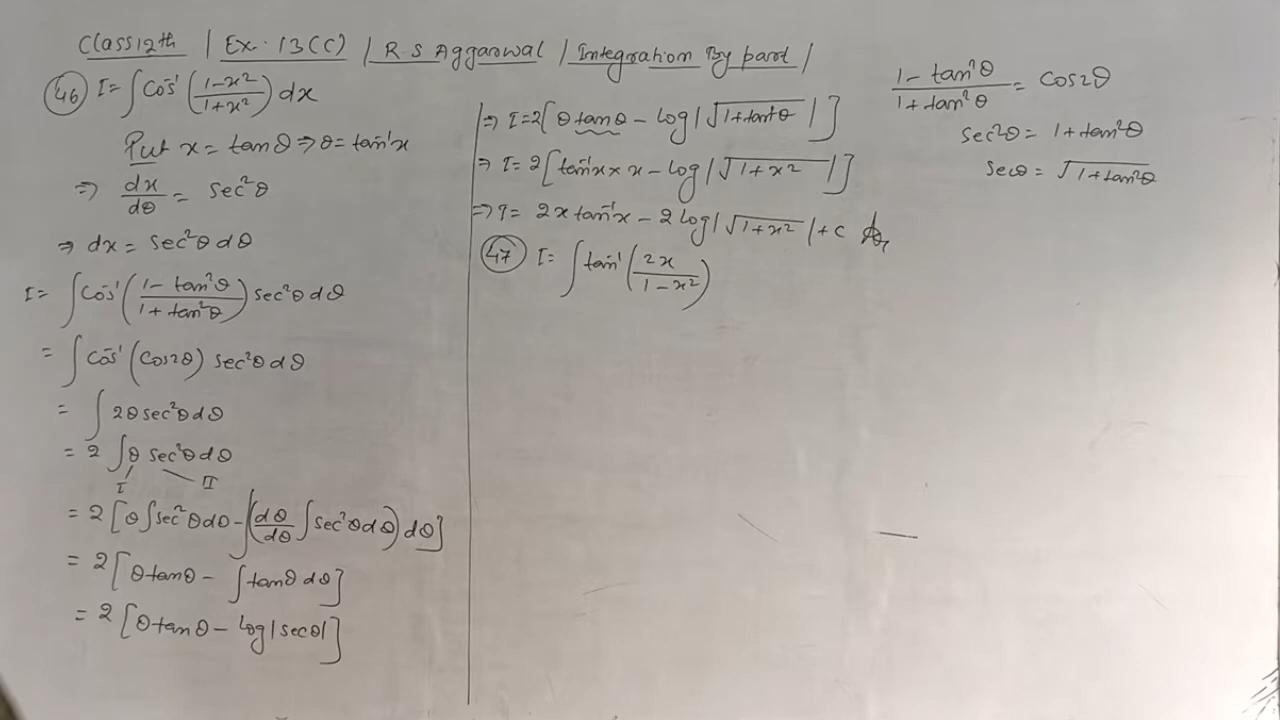 Class 12th | Ex. 13(C) | R S Aggarwal | Integration By part |
(46) I = ∫ Cos⁻¹ ((1-x²)/(1+x²)) dx
Put x = tanθ ⇒ θ = tan⁻¹x
⇒ dx/dθ = sec²θ
⇒ dx = sec²θ dθ
I = ∫ Cos⁻¹ ((1 - tan²θ)/(1 + tan²θ)) sec²θ dθ
= ∫ Cos⁻¹ (Cos2θ) sec²θ dθ
= ∫ 2θ sec²θ dθ
= 2 ∫ θ sec²θ dθ
I II
= 2 [θ ∫ sec²θ dθ - ∫ (dθ/dθ ∫ sec²θ dθ) dθ]
= 2 [θ tanθ - ∫ tanθ dθ]
= 2 [θ tanθ - log|secθ|]
⇒ I = 2 [θ tanθ - log|√(1+tan²θ)|]
⇒ I = 2 [tan⁻¹x × x - log|√(1+x²)|]
⇒ I = 2x tan⁻¹x - 2 log|√(1+x²)| + C Ans
(47) I = ∫ tan⁻¹ (2x/(1-x²))
(1 - tan²θ)/(1 + tan²θ) = cos2θ
sec²θ = 1 + tan²θ
secθ = √(1+tan²θ)